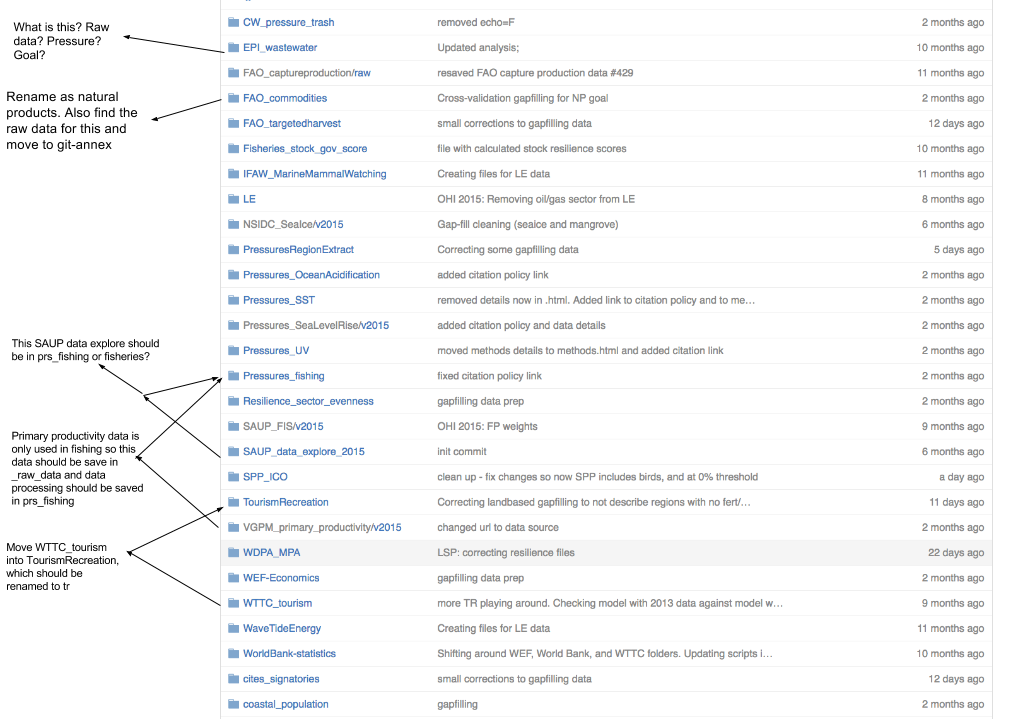 What is this? Raw
data? Pressure?
Goal?
Rename as natural
products. Also find the
raw data for this and
move to git-annex
This SAUP data explore should
be in prs_fishing or fisheries?
Primary productivity data is
only used in fishing so this
data should be save in
_raw_data and data
processing should be saved
in prs_fishing
Move WTTC_tourism
into TourismRecreation,
which should be
renamed to tr
CW_pressure_trash removed echo=F 2 months ago
EPI_wastewater Updated analysis; 10 months ago
FAO_captureproduction/raw resaved FAO capture production data #429 11 months ago
FAO_commodities Cross-validation gapfilling for NP goal 2 months ago
FAO_targetedharvest small corrections to gapfilling data 12 days ago
Fisheries_stock_gov_score file with calculated stock resilience scores 10 months ago
IFAW_MarineMammalWatching Creating files for LE data 11 months ago
LE OHI 2015: Removing oil/gas sector from LE 8 months ago
NSIDC_SeaIce/v2015 Gap-fill cleaning (seaice and mangrove) 6 months ago
PressuresRegionExtract Correcting some gapfilling data 5 days ago
Pressures_OceanAcidification added citation policy link 2 months ago
Pressures_SST removed details now in .html. Added link to citation policy and to me… 2 months ago
Pressures_SeaLevelRise/v2015 added citation policy and data details 2 months ago
Pressures_UV moved methods details to methods.html and added citation link 2 months ago
Pressures_fishing fixed citation policy link 2 months ago
Resilience_sector_evenness gapfilling data prep 2 months ago
SAUP_FIS/v2015 OHI 2015: FP weights 9 months ago
SAUP_data_explore_2015 init commit 6 months ago
SPP_ICO clean up - fix changes so now SPP includes birds, and at 0% threshold a day ago
TourismRecreation Correcting landbased gapfilling to not describe regions with no fert/… 11 days ago
VGPM_primary_productivity/v2015 changed url to data source 2 months ago
WDPA_MPA LSP: correcting resilience files 22 days ago
WEF-Economics gapfilling data prep 2 months ago
WTTC_tourism more TR playing around. Checking model with 2013 data against model w… 9 months ago
WaveTideEnergy Creating files for LE data 11 months ago
WorldBank-statistics Shifting around WEF, World Bank, and WTTC folders. Updating scripts i… 10 months ago
cites_signatories small corrections to gapfilling data 12 days ago
coastal_population gapfilling 2 months ago